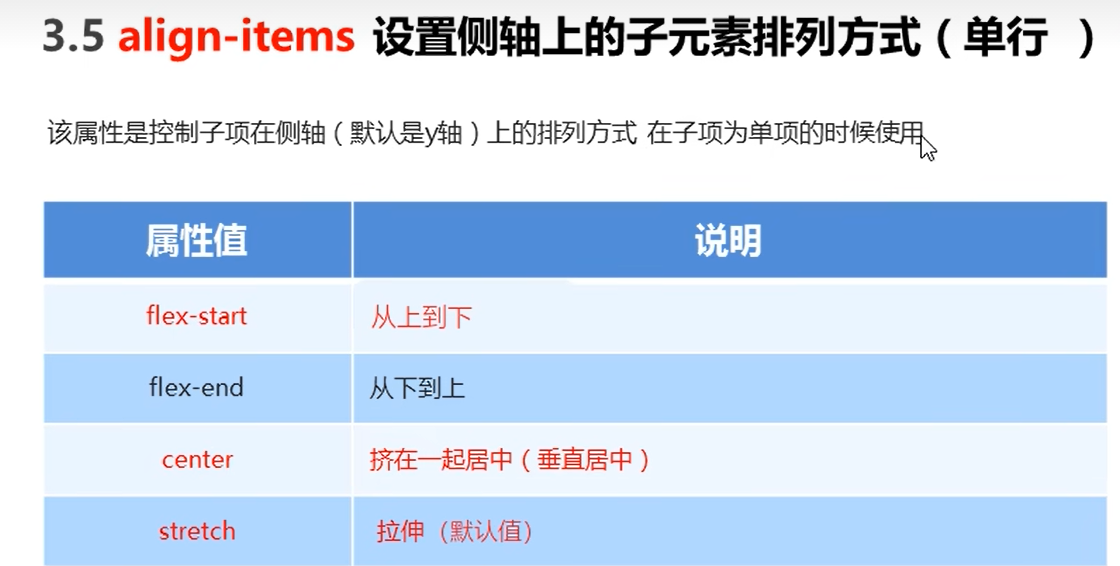 3.5 align-items 设置侧轴上的子元素排列方式（单行 ）
该属性是控制子项在侧轴（默认是y轴）上的排列方式 在子项为单项的时候使用
属性值 说明
flex-start 从上到下
flex-end 从下到上
center 挤在一起居中（垂直居中）
stretch 拉伸（默认值）